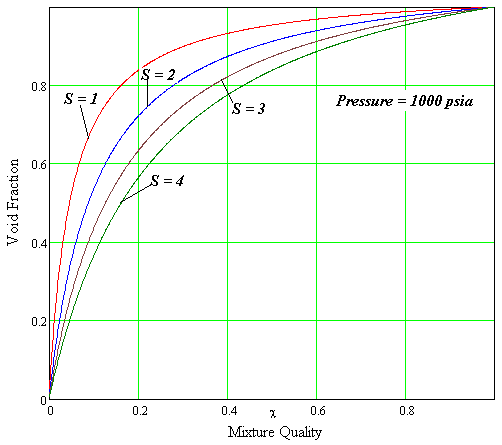 0.8
0.6
0.4
0.2
0
Void Fraction
S = 1
S = 2
S = 3
S = 4
Pressure = 1000 psia
0
0.2
0.4
χ
0.6
0.8
Mixture Quality